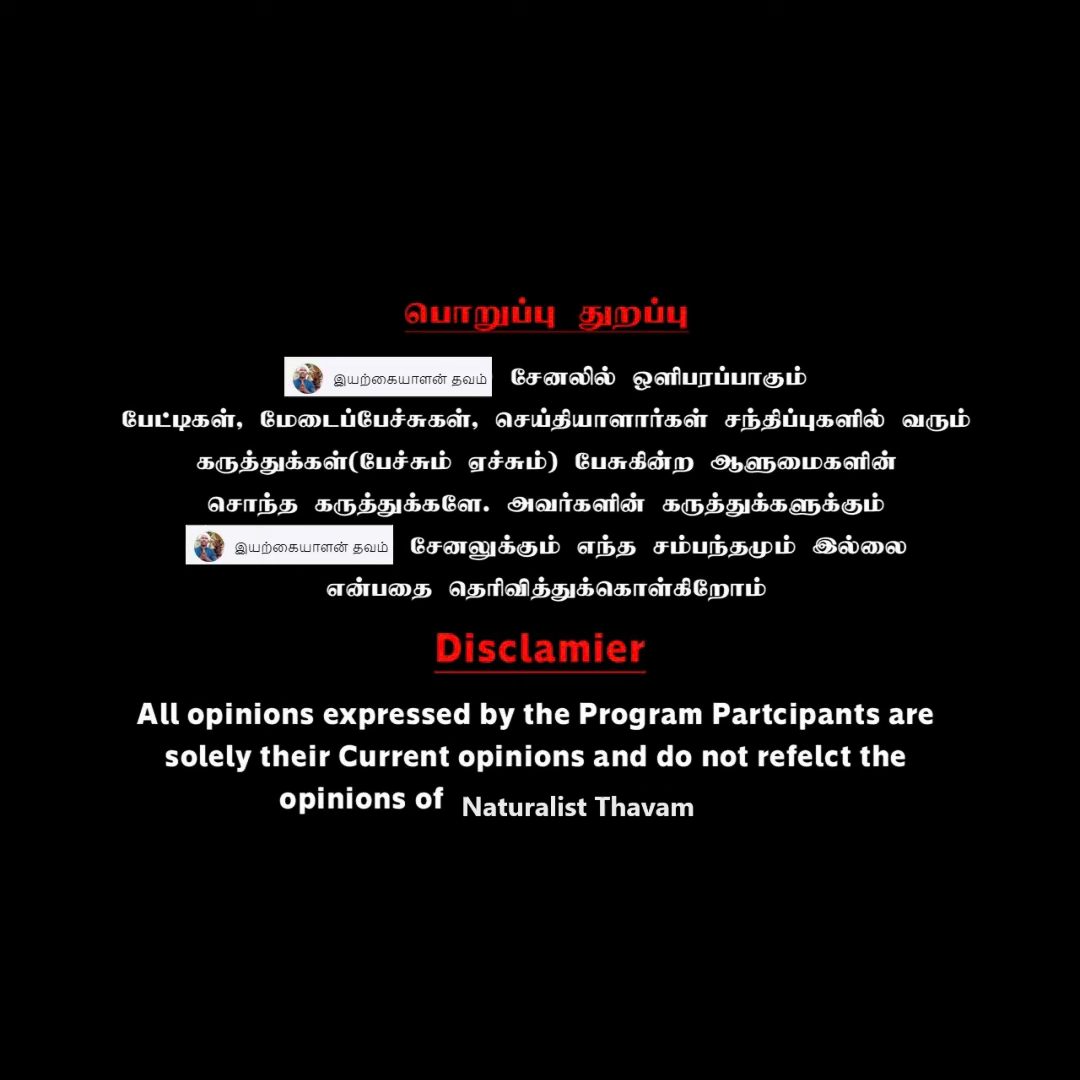 பொறுப்பு துறப்பு
இயற்கையாளன் தவம் சேனலில் ஒளிபரப்பாகும்
பேட்டிகள், மேடைப்பேச்சுகள், செய்தியாளார்கள் சந்திப்புகளில் வரும்
கருத்துக்கள்(பேச்சும் ஏச்சும்) பேசுகின்ற ஆளுமைகளின்
சொந்த கருத்துக்களே. அவர்களின் கருத்துக்களுக்கும்
இயற்கையாளன் தவம் சேனலுக்கும் எந்த சம்பந்தமும் இல்லை
என்பதை தெரிவித்துக்கொள்கிறோம்
Disclamier
All opinions expressed by the Program Partcipants are
solely their Current opinions and do not refelct the
opinions of Naturalist Thavam